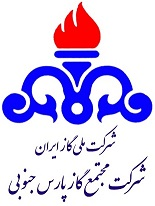 شرکت ملی گاز ایران
شرکت مجتمع گاز پارس جنوبی